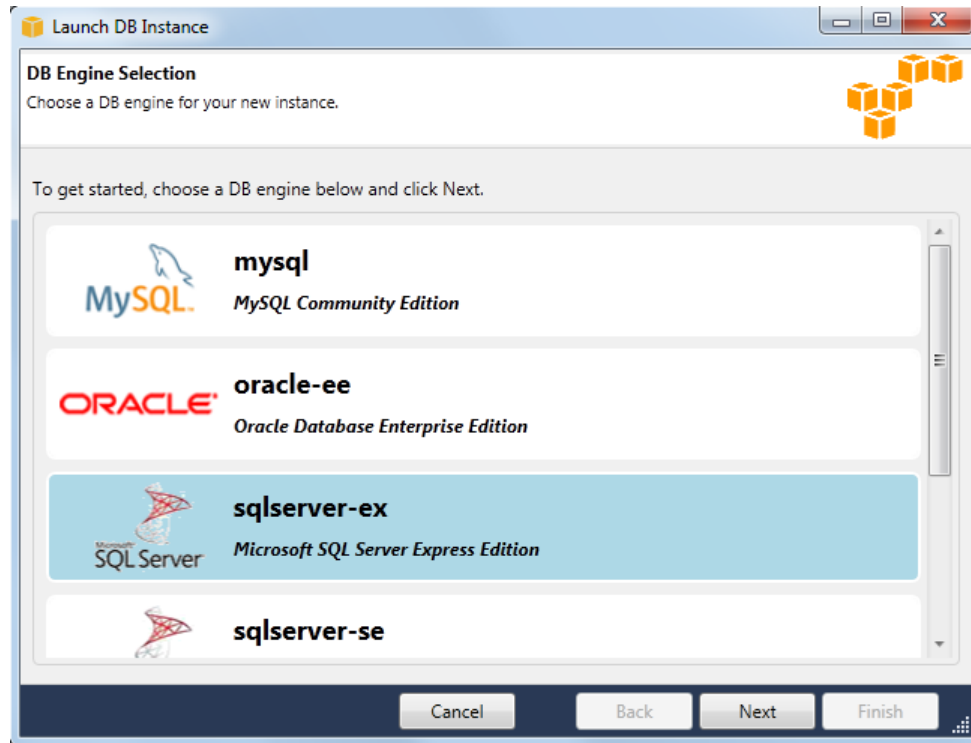 Launch DB Instance
DB Engine Selection
Choose a DB engine for your new instance.
To get started, choose a DB engine below and click Next.
MySQL™
mysql
MySQL Community Edition
ORACLE®
oracle-ee
Oracle Database Enterprise Edition
Microsoft
SQL Server
sqlserver-ex
Microsoft SQL Server Express Edition
sqlserver-se
Cancel
Back
Next
Finish